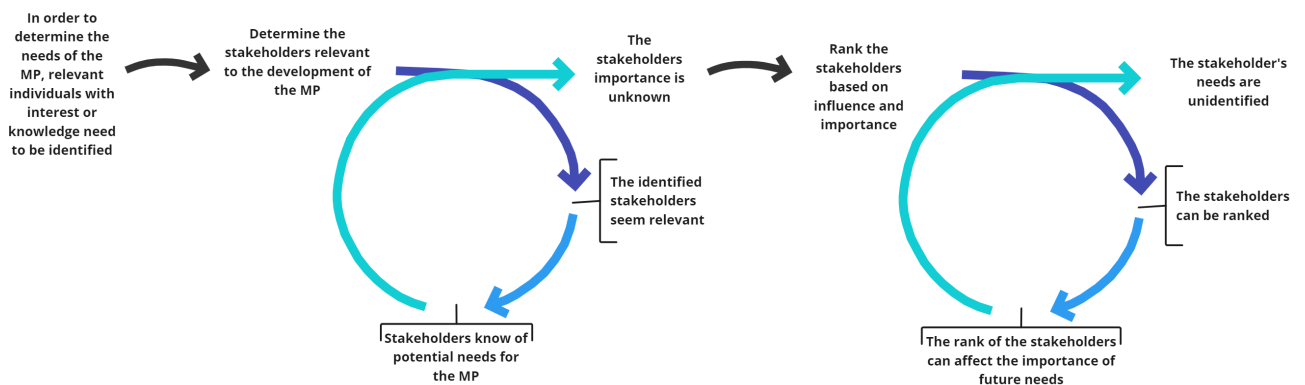 In order to
determine the
needs of the
MP, relevant
individuals with
interest or
knowledge need
to be identified
Determine the
stakeholders relevant
to the development of
the MP
The
stakeholders
importance is
unknown
The identified
stakeholders
seem relevant
Stakeholders know of
potential needs for
the MP
Rank the
stakeholders
based on
influence and
importance
The stakeholder's
needs are
unidentified
The stakeholders
can be ranked
The rank of the stakeholders
can affect the importance of
future needs